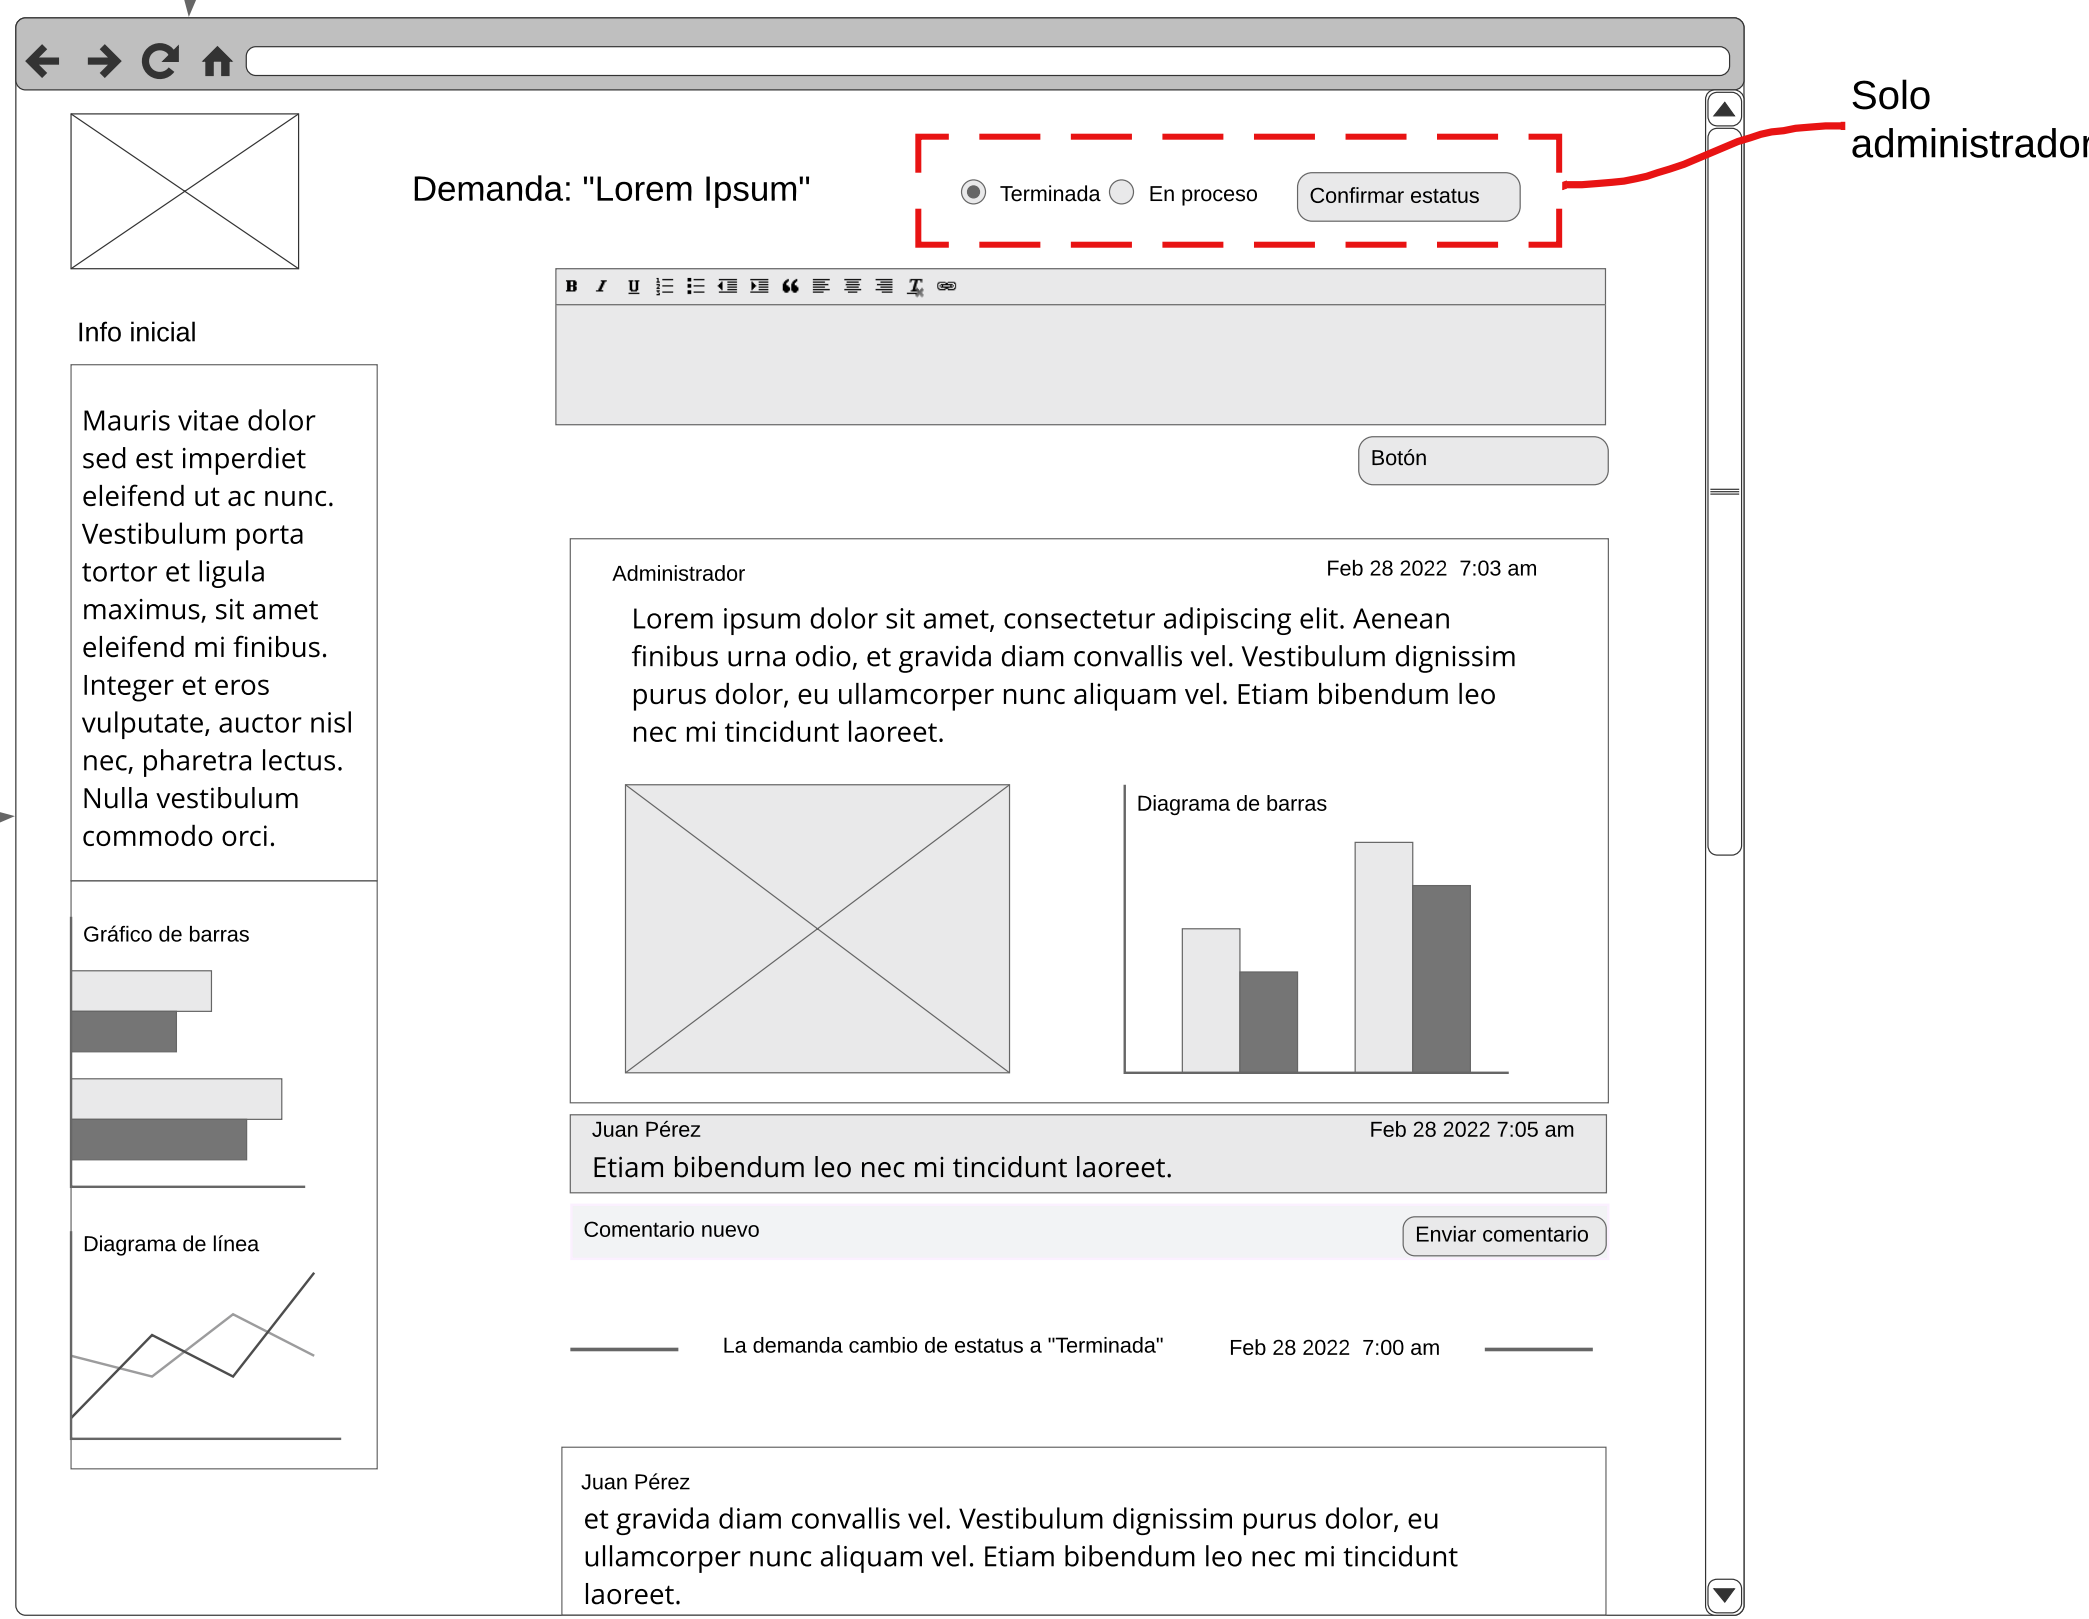 Solo
administrador
Demanda: "Lorem Ipsum"
Terminada
En proceso
Confirmar estatus
Info inicial
Mauris vitae dolor
sed est imperdiet
eleifend ut ac nunc.
Vestibulum porta
tortor et ligula
maximus, sit amet
eleifend mi finibus.
Integer et eros
vulputate, auctor nisl
nec, pharetra lectus.
Nulla vestibulum
commodo orci.
Gráfico de barras
Diagrama de línea
B I U
Botón
Administrador
Feb 28 2022 7:03 am
Lorem ipsum dolor sit amet, consectetur adipiscing elit. Aenean
finibus urna odio, et gravida diam convallis vel. Vestibulum dignissim
purus dolor, eu ullamcorper nunc aliquam vel. Etiam bibendum leo
nec mi tincidunt laoreet.
Diagrama de barras
Juan Pérez
Feb 28 2022 7:05 am
Etiam bibendum leo nec mi tincidunt laoreet.
Comentario nuevo
Enviar comentario
La demanda cambio de estatus a "Terminada"
Feb 28 2022 7:00 am
Juan Pérez
et gravida diam convallis vel. Vestibulum dignissim purus dolor, eu
ullamcorper nunc aliquam vel. Etiam bibendum leo nec mi tincidunt
laoreet.